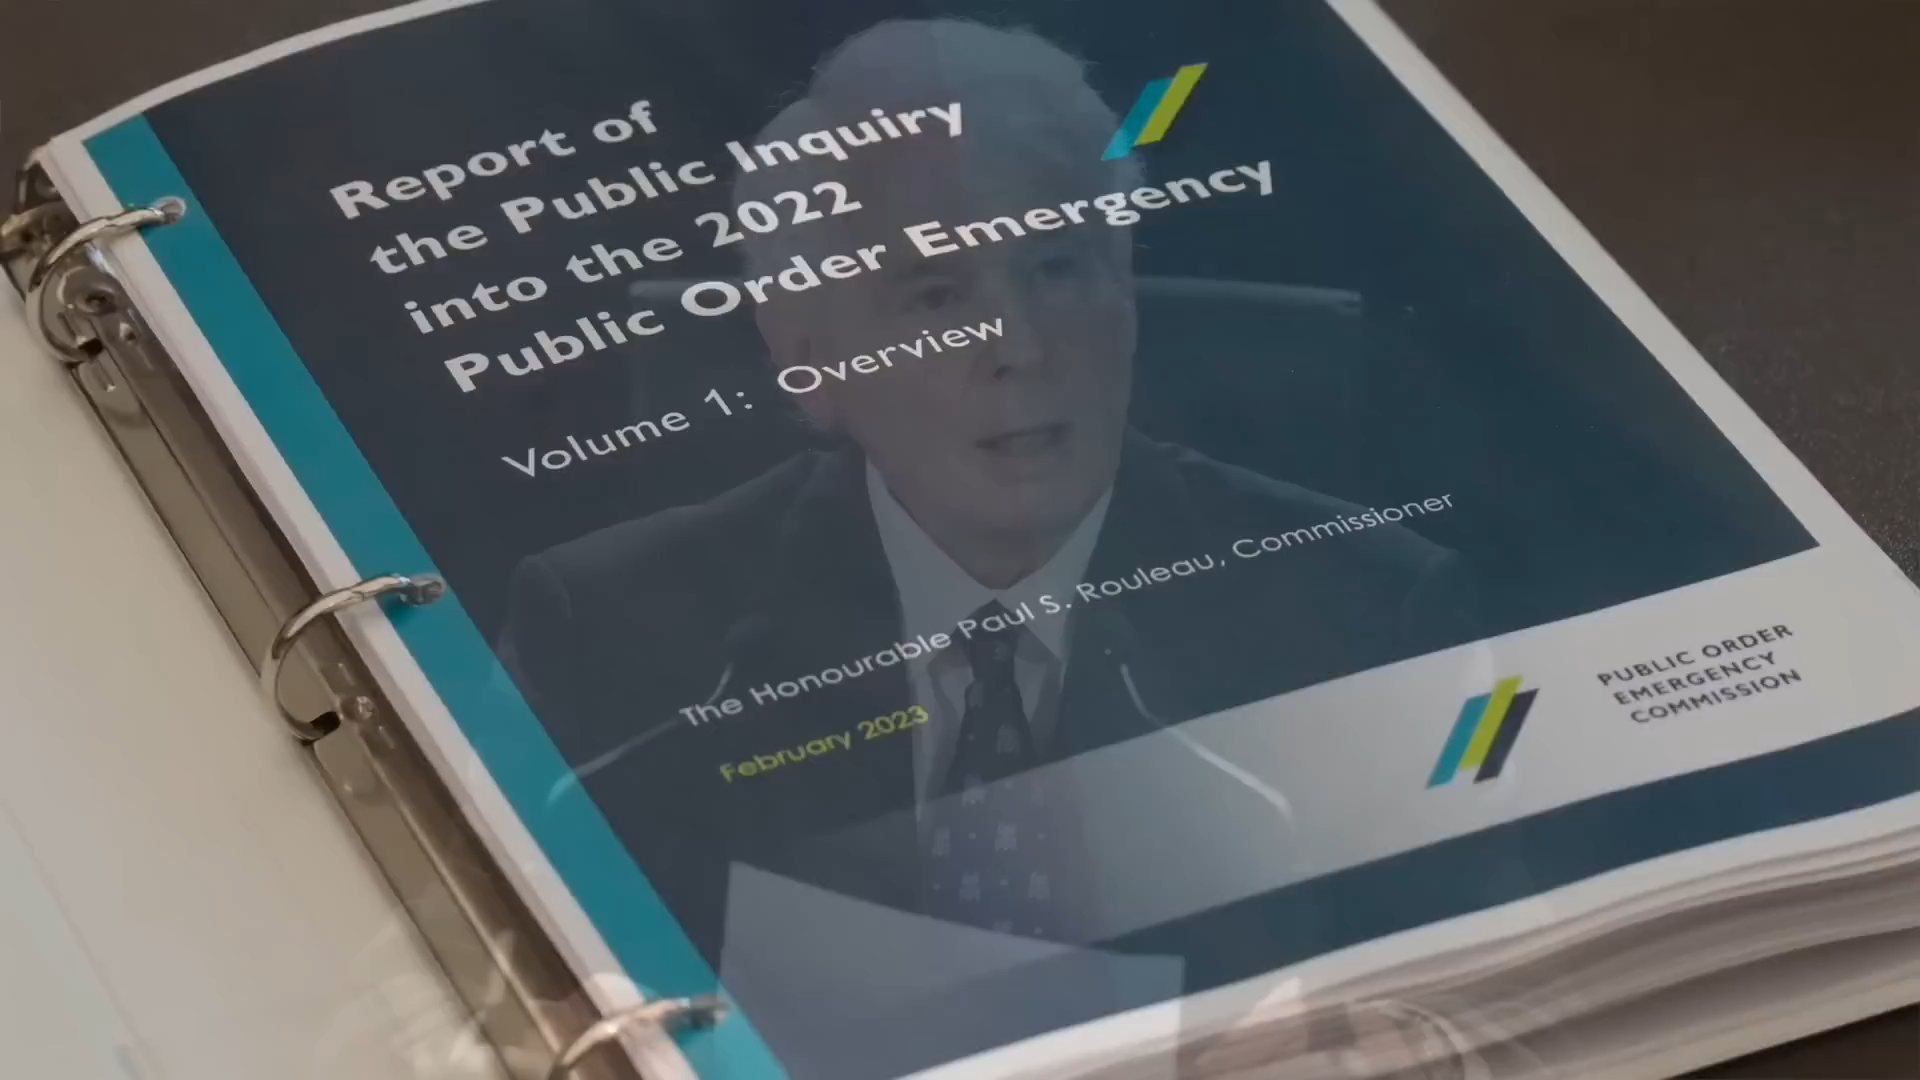 Report of
the Public Inquiry
into the 2022
Public Order Emergency
Volume 1: Overview
The Honourable Paul S. Rouleau, Commissioner
February 2023
PUBLIC ORDER
EMERGENCY
COMMISSION